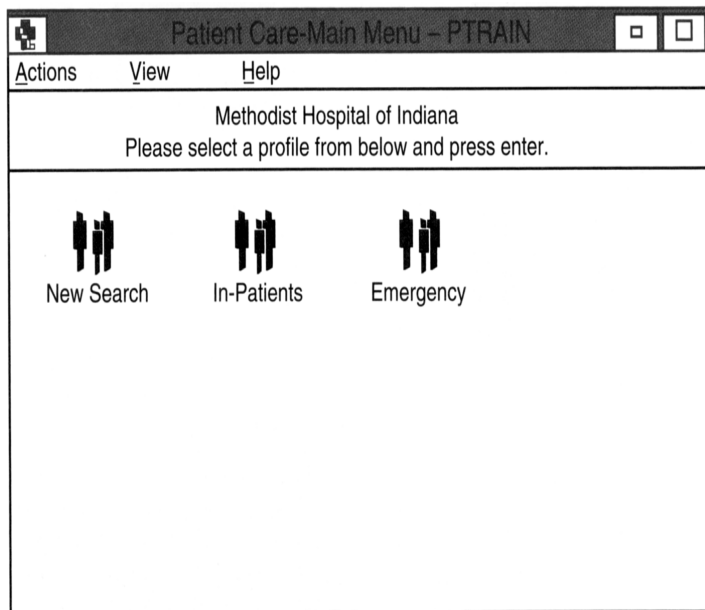 Patient Care-Main Menu – PTRAIN
Actions View Help
Methodist Hospital of Indiana
Please select a profile from below and press enter.
New Search In-Patients Emergency